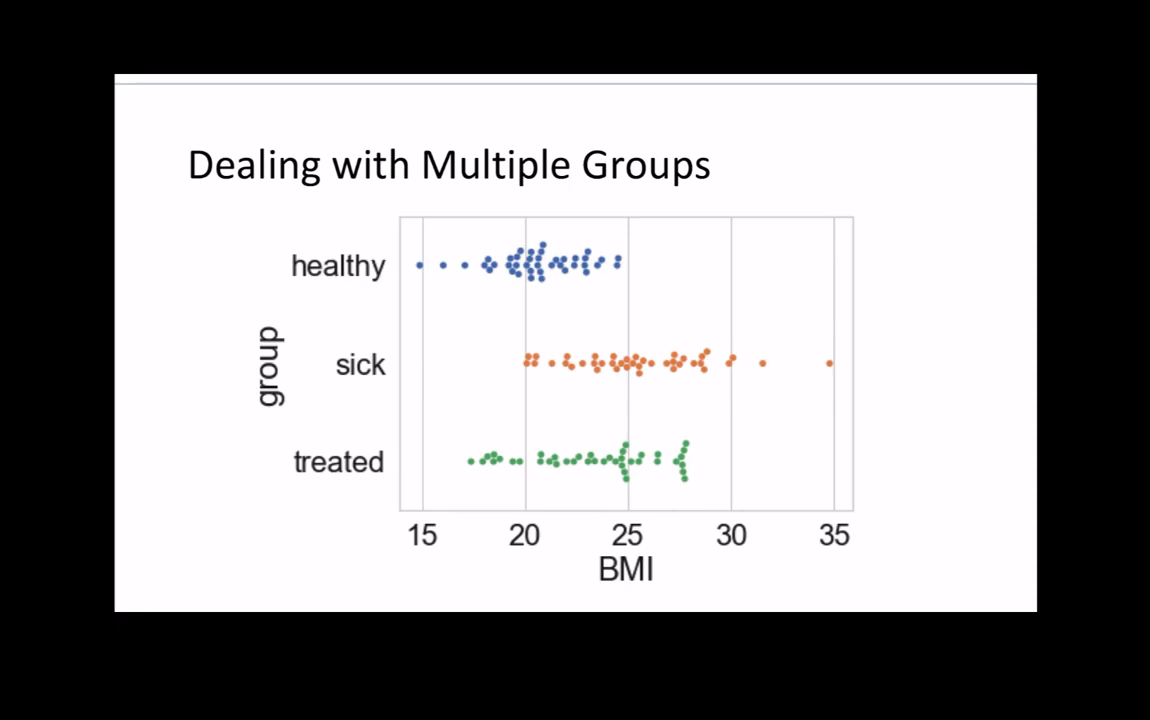 Dealing with Multiple Groups
healthy
sick
treated
group
15 20 25 30 35
BMI